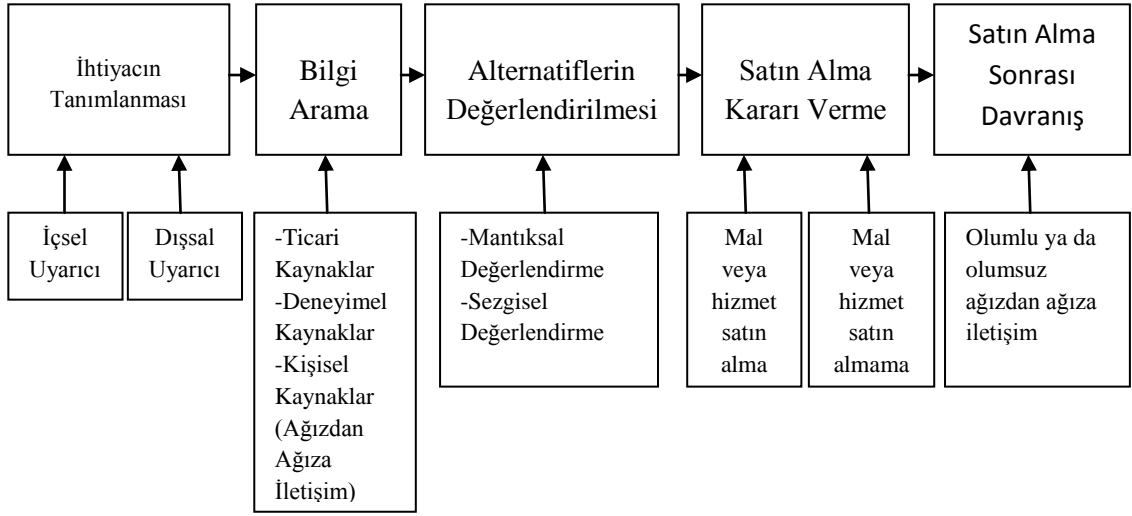 İhtiyacın
Tanımlanması
Bilgi
Arama
Alternatiflerin
Değerlendirilmesi
Satın Alma
Kararı Verme
Satın Alma
Sonrası
Davranış
İçsel
Uyarıcı
Dışsal
Uyarıcı
-Ticari
Kaynaklar
-Deneyimel
Kaynaklar
-Kişisel
Kaynaklar
(Ağızdan
Ağıza
İletişim)
-Mantıksal
Değerlendirme
-Sezgisel
Değerlendirme
Mal
veya
hizmet
satın
alma
Mal
veya
hizmet
satın
almama
Olumlu ya da
olumsuz
ağızdan ağıza
iletişim